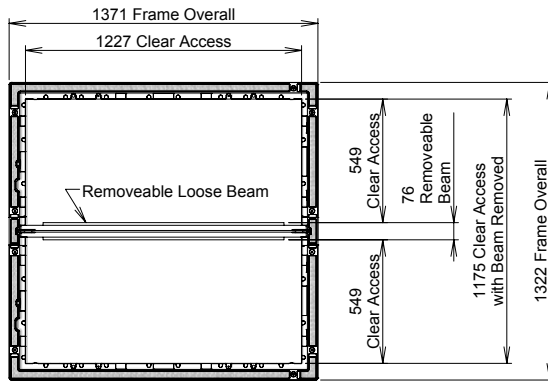 1371 Frame Overall
1227 Clear Access
Removeable Loose Beam
549
Clear Access
76
Removeable
Beam
549
Clear Access
1175 Clear Access
with Beam Removed
1322 Frame Overall